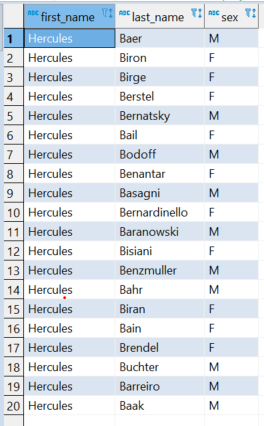 ABC first_name ABC last_name ABC sex
1 Hercules Baer M
2 Hercules Biron F
3 Hercules Birge F
4 Hercules Berstel F
5 Hercules Bernatsky M
6 Hercules Bail F
7 Hercules Bodoff M
8 Hercules Benantar F
9 Hercules Basagni M
10 Hercules Bernardinello F
11 Hercules Baranowski M
12 Hercules Bisiani F
13 Hercules Benzmuller M
14 Hercules Bahr M
15 Hercules Biran F
16 Hercules Bain F
17 Hercules Brendel F
18 Hercules Buchter M
19 Hercules Barreiro M
20 Hercules Baak M